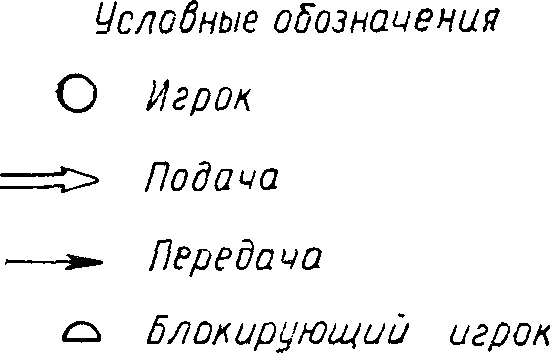 Условные обозначения
Игрок
Подача
Передача
Блокирующий игрок